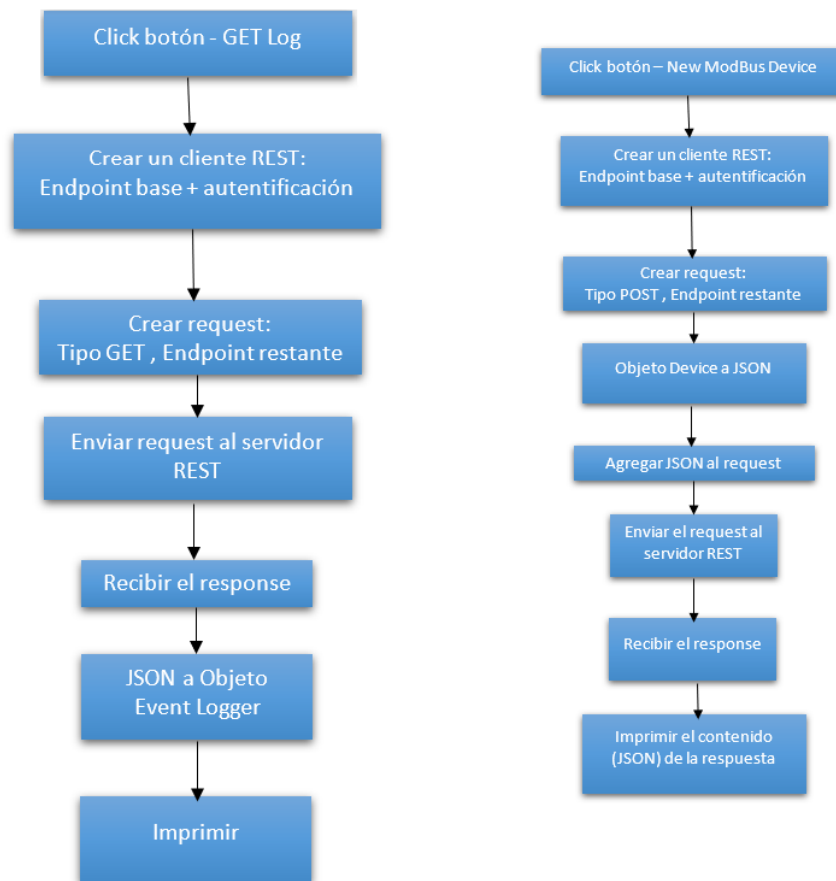 Click botón - GET Log
Crear un cliente REST:
Endpoint base + autentificación
Crear request:
Tipo GET , Endpoint restante
Enviar request al servidor
REST
Recibir el response
JSON a Objeto
Event Logger
Imprimir
Click botón – New ModBus Device
Crear un cliente REST:
Endpoint base + autentificación
Crear request:
Tipo POST , Endpoint restante
Objeto Device a JSON
Agregar JSON al request
Enviar el request al
servidor REST
Recibir el response
Imprimir el contenido
(JSON) de la respuesta